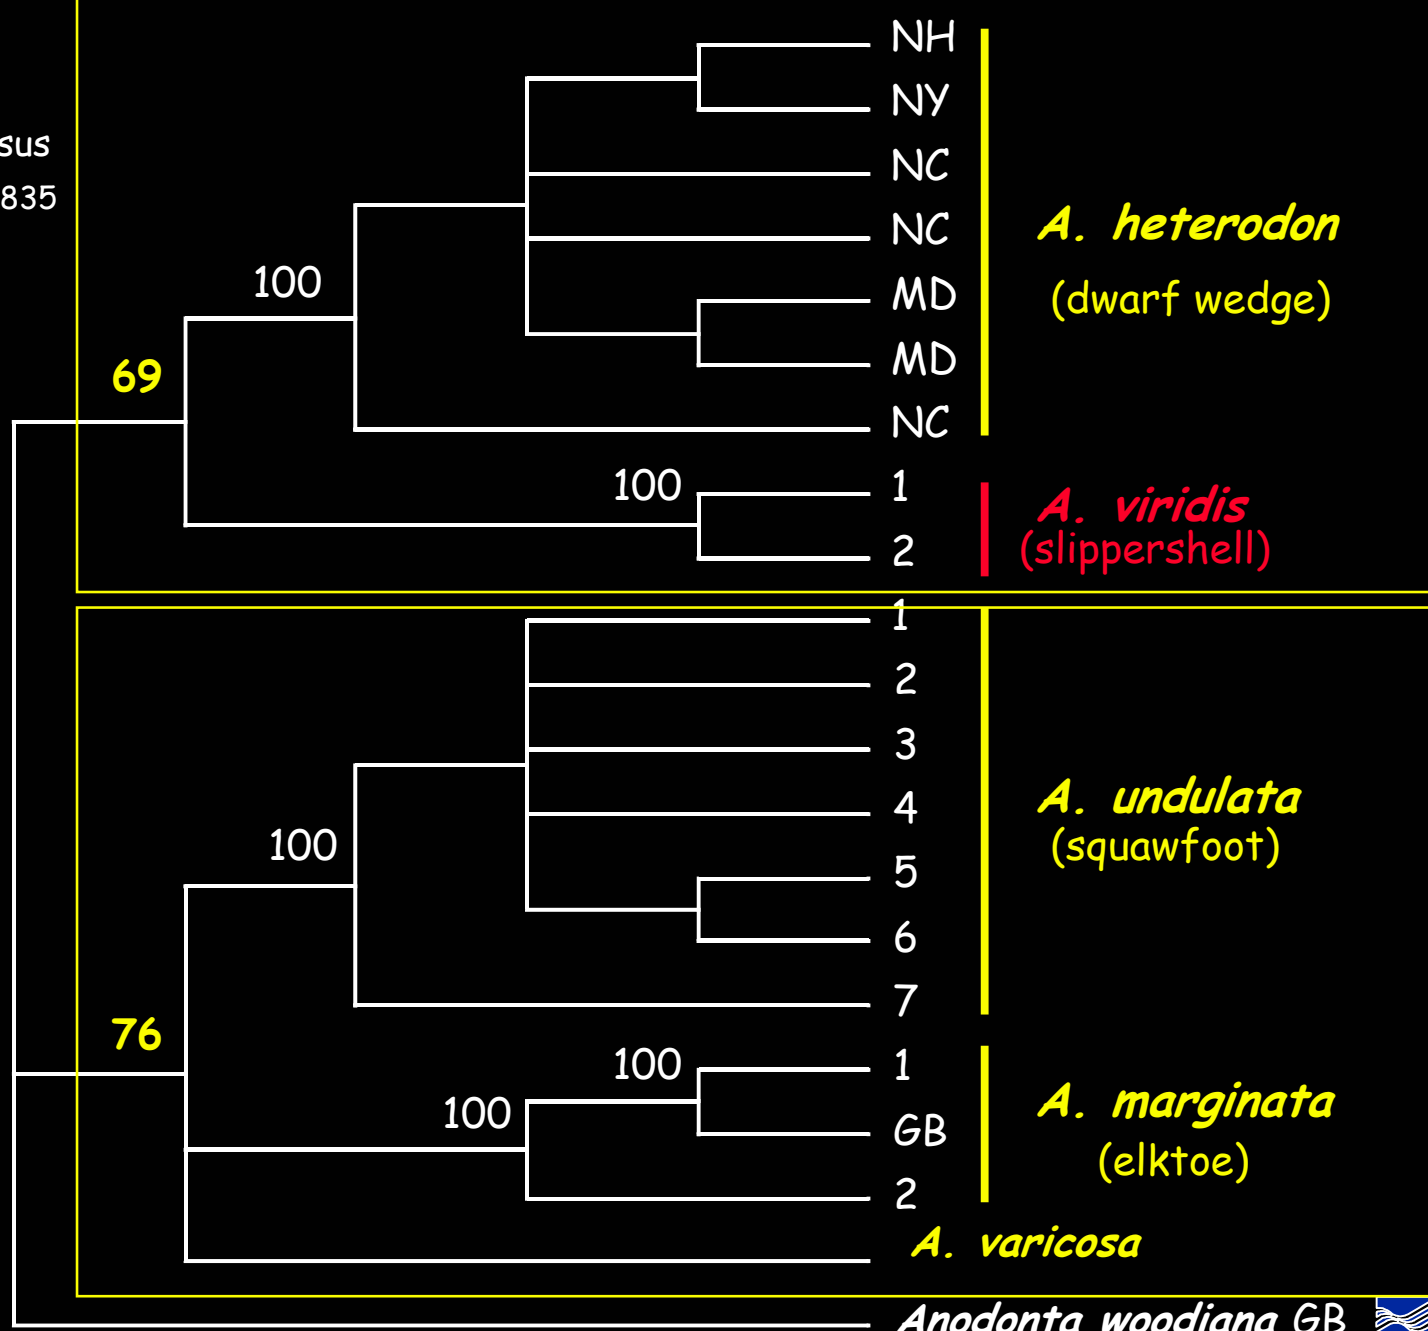 NH
NY
sus
NC
835
A. heterodon
NC
100
MD
(dwarf wedge)
MD
69
NC
100
1
A. viridis
2
(slippershell)
1
2
3
A. undulata
4
100
(squawfoot)
5
6
7
76
100
1
A. marginata
100
GB
(elktoe)
2
A. varicosa
Anodonta woodiana GB